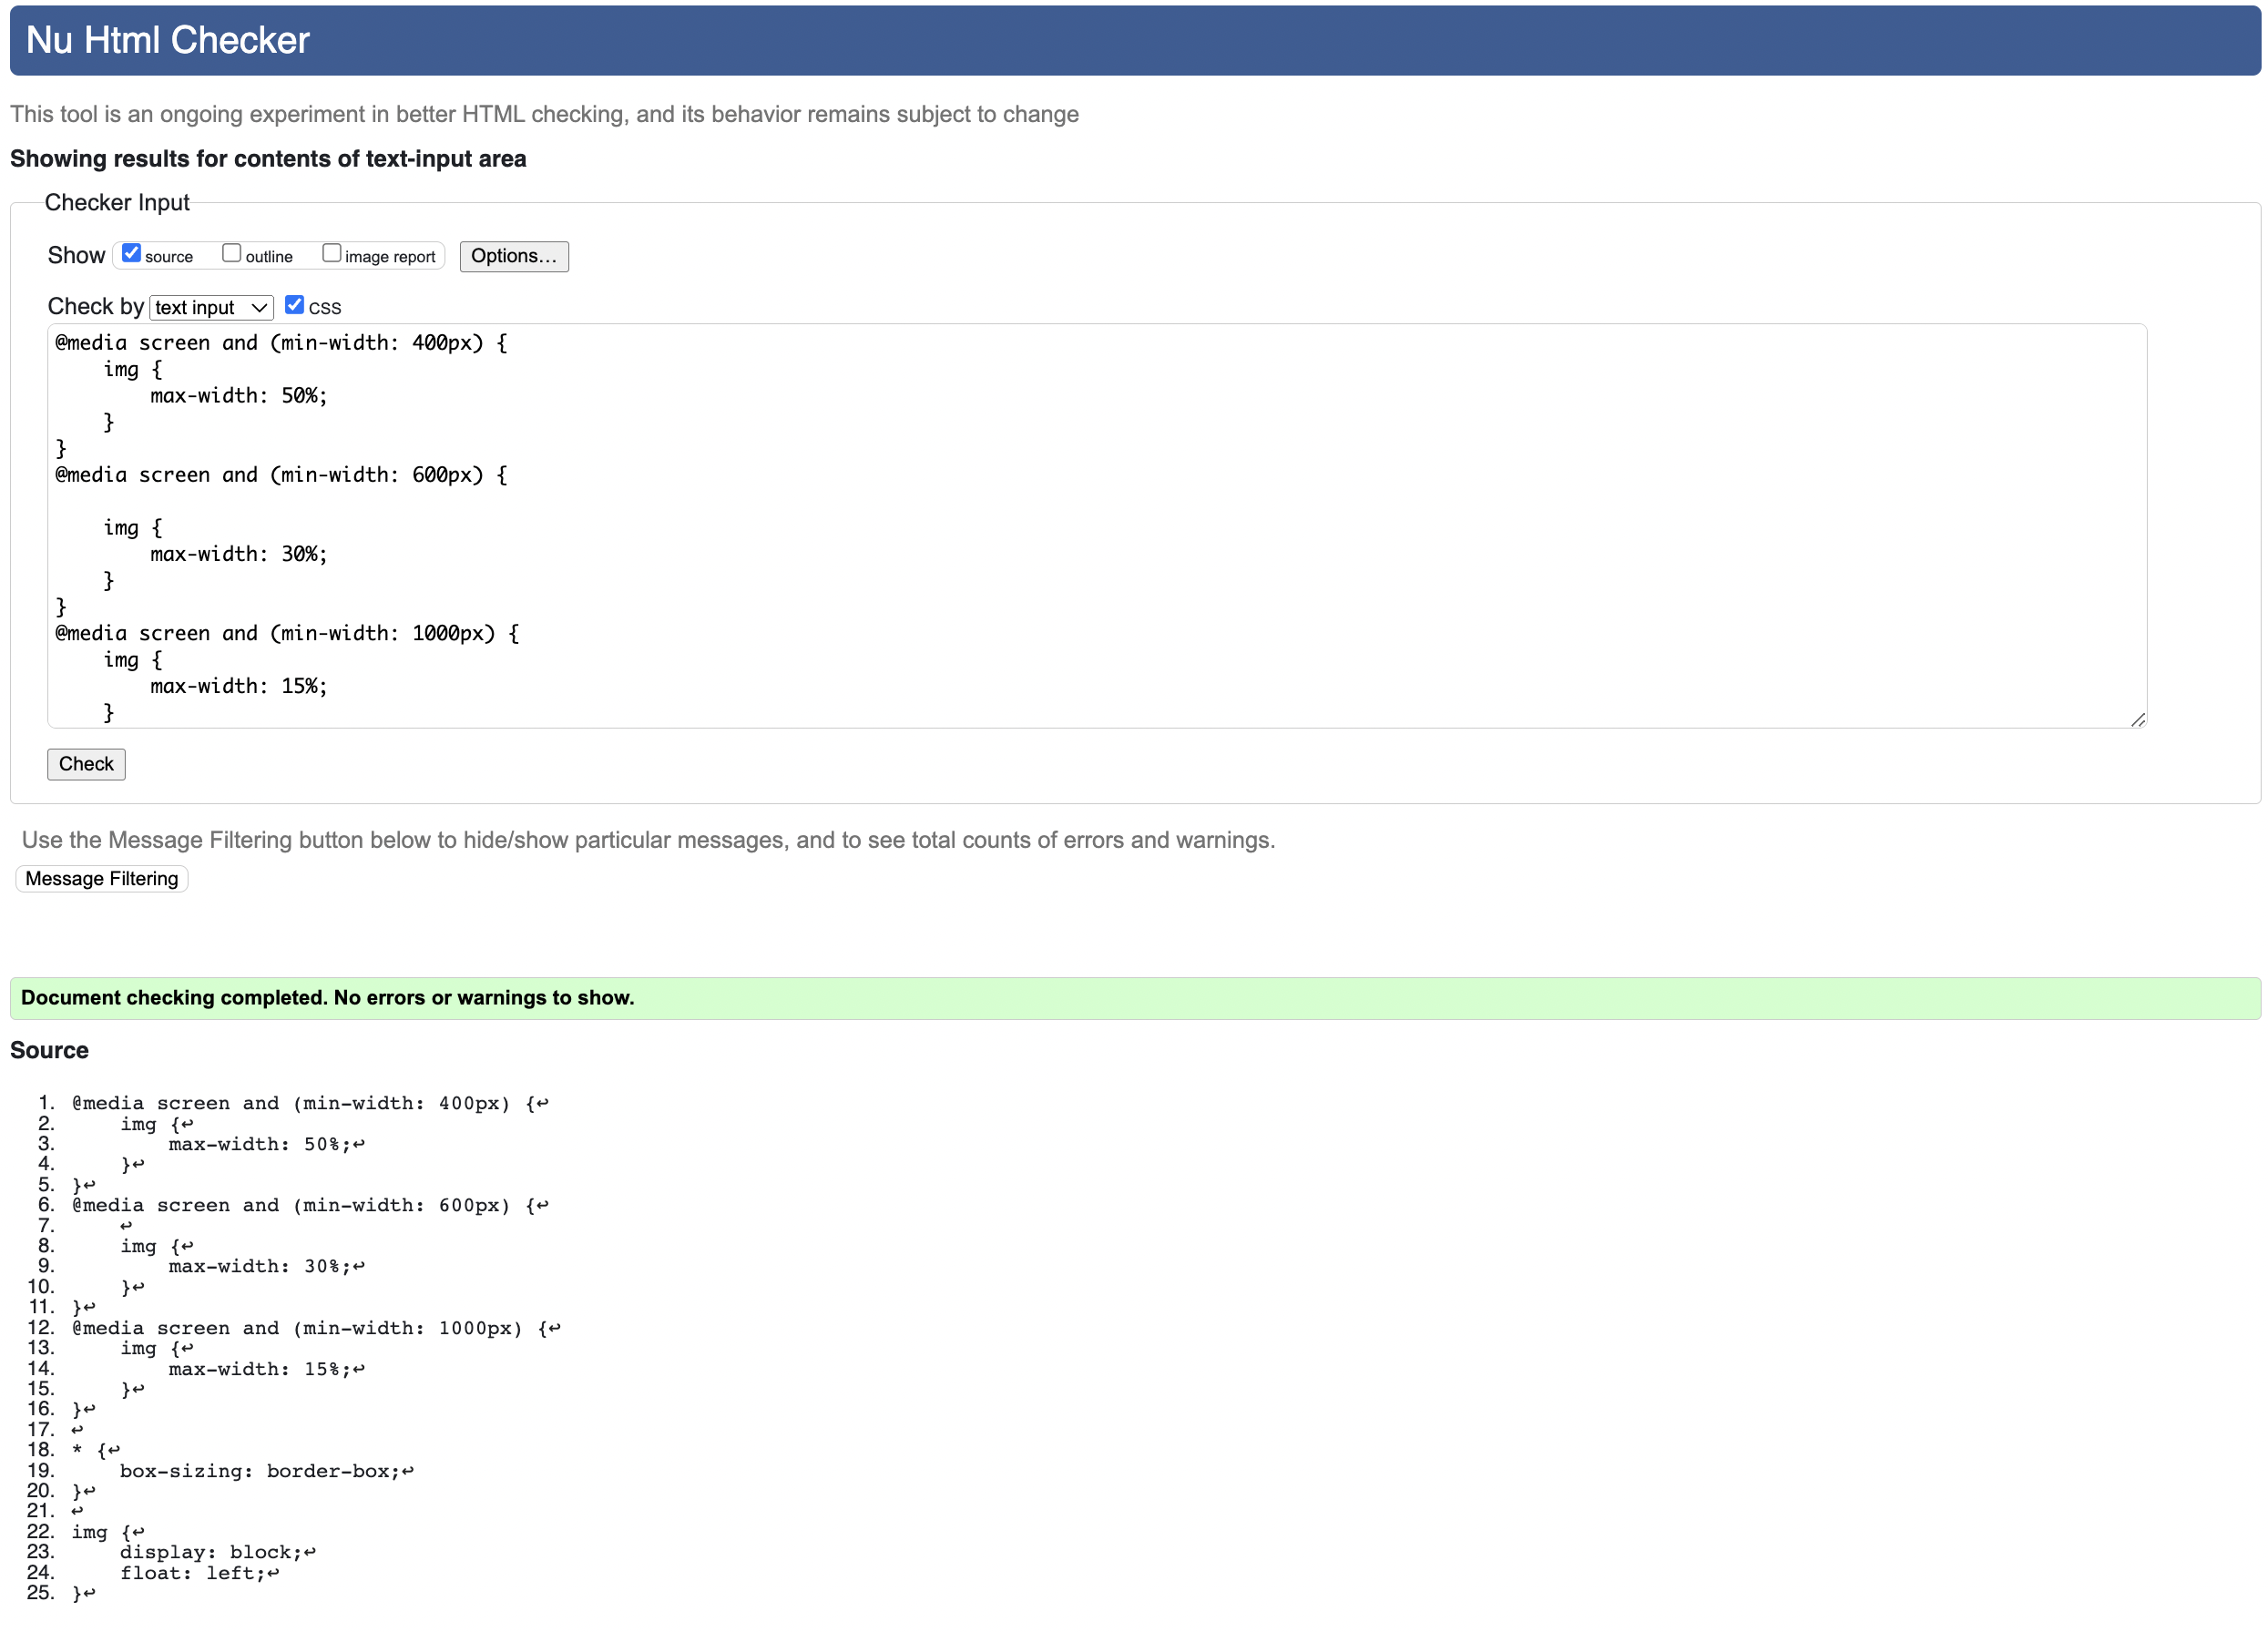 Nu Html Checker
This tool is an ongoing experiment in better HTML checking, and its behavior remains subject to change
Showing results for contents of text-input area
Checker Input
Show source outline image report Options...
Check by text input CSS
@media screen and (min-width: 400px) {
    img {
        max-width: 50%;
    }
}
@media screen and (min-width: 600px) {

    img {
        max-width: 30%;
    }
}
@media screen and (min-width: 1000px) {
    img {
        max-width: 15%;
    }
Check
Use the Message Filtering button below to hide/show particular messages, and to see total counts of errors and warnings.
Message Filtering
Document checking completed. No errors or warnings to show.
Source
1. @media screen and (min-width: 400px) {↩
2.     img {↩
3.         max-width: 50%;↩
4.     }↩
5. }↩
6. @media screen and (min-width: 600px) {↩
7.     ↩
8.     img {↩
9.         max-width: 30%;↩
10.     }↩
11. }↩
12. @media screen and (min-width: 1000px) {↩
13.     img {↩
14.         max-width: 15%;↩
15.     }↩
16. }↩
17. ↩
18. * {↩
19.     box-sizing: border-box;↩
20. }↩
21. ↩
22. img {↩
23.     display: block;↩
24.     float: left;↩
25. }↩